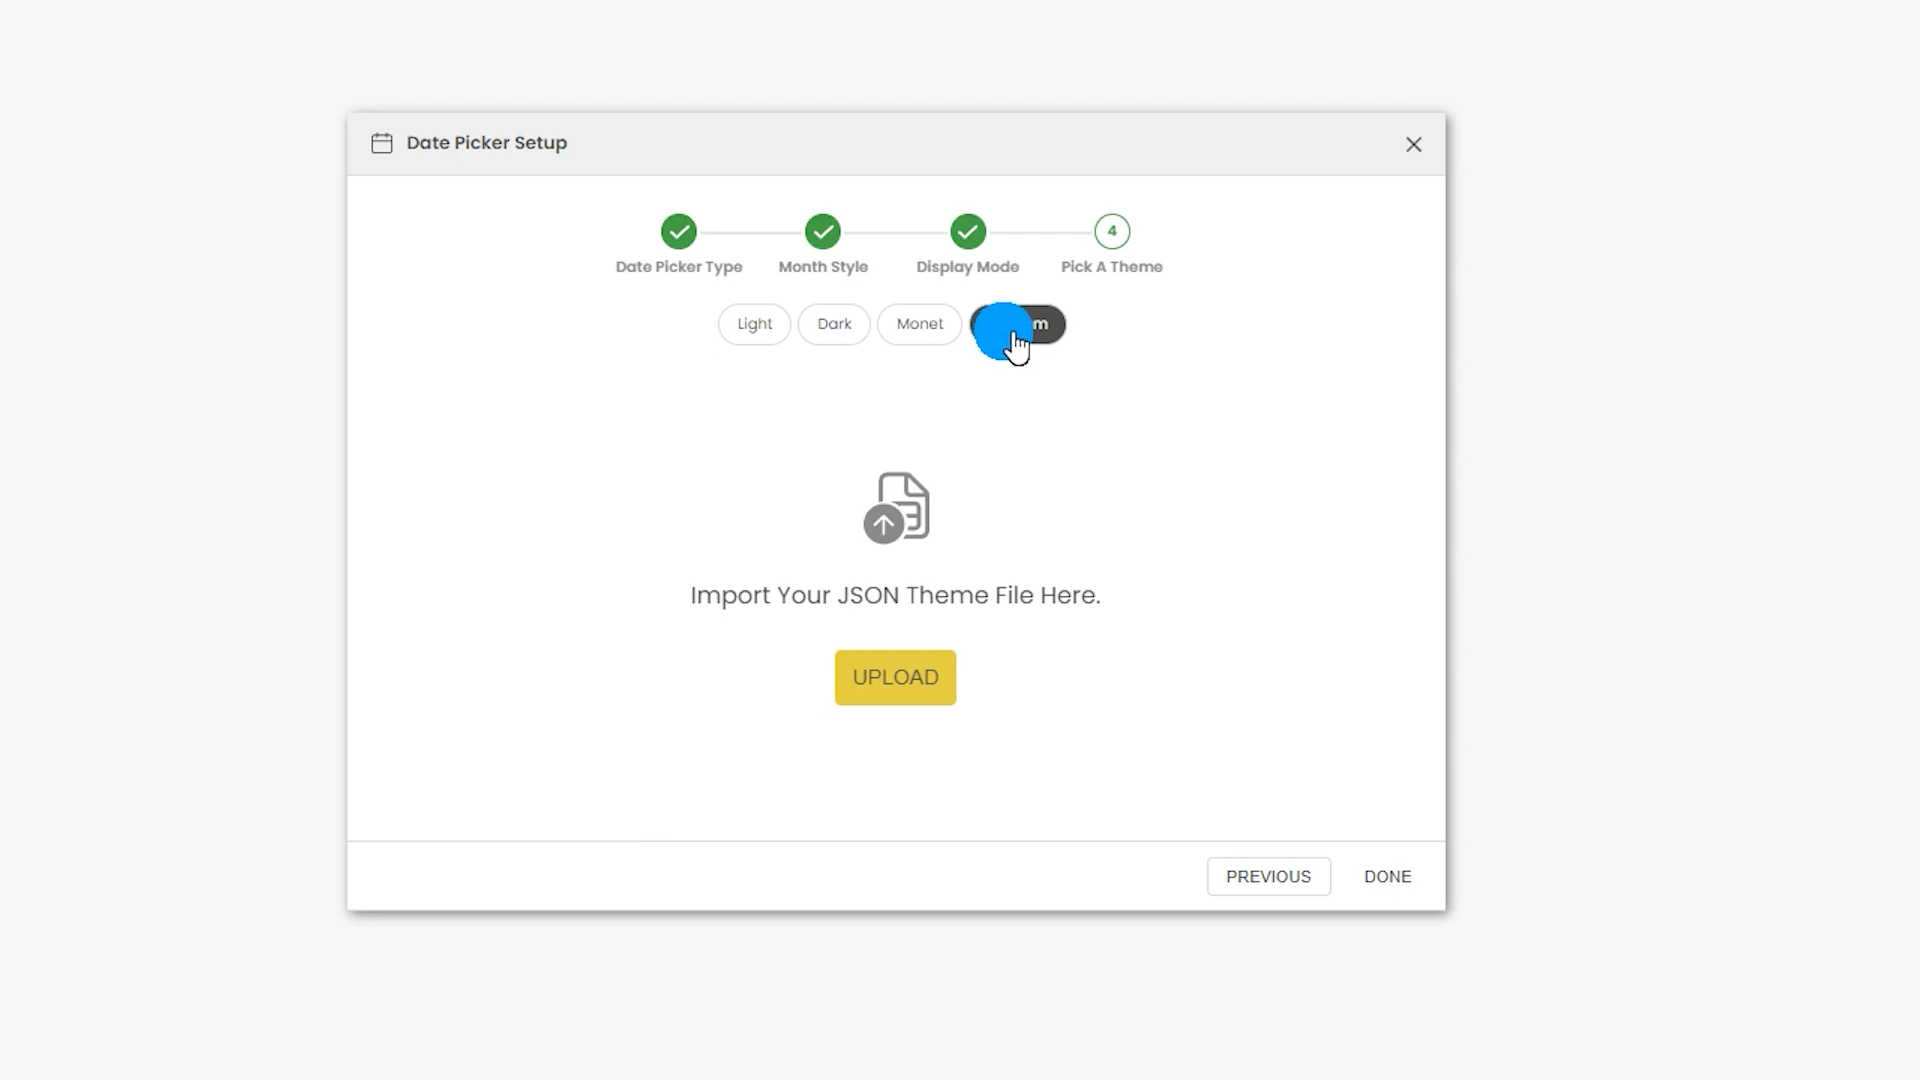 Date Picker Setup
4
Date Picker Type Month Style Display Mode Pick A Theme
Light Dark Monet
Import Your JSON Theme File Here.
UPLOAD
PREVIOUS DONE